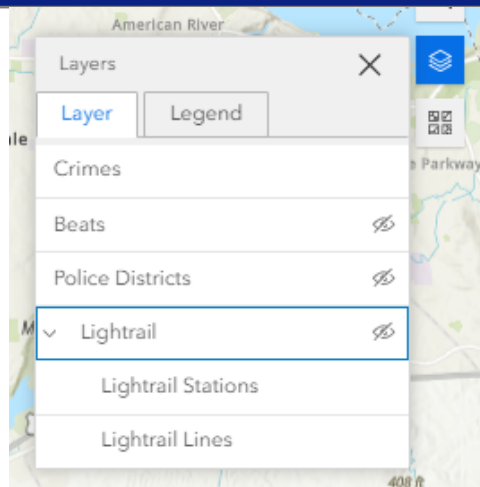 American River
Layers
Layer
Legend
Crimes
Parkway
Beats
Police Districts
Lightrail
Lightrail Stations
Lightrail Lines
408 ft